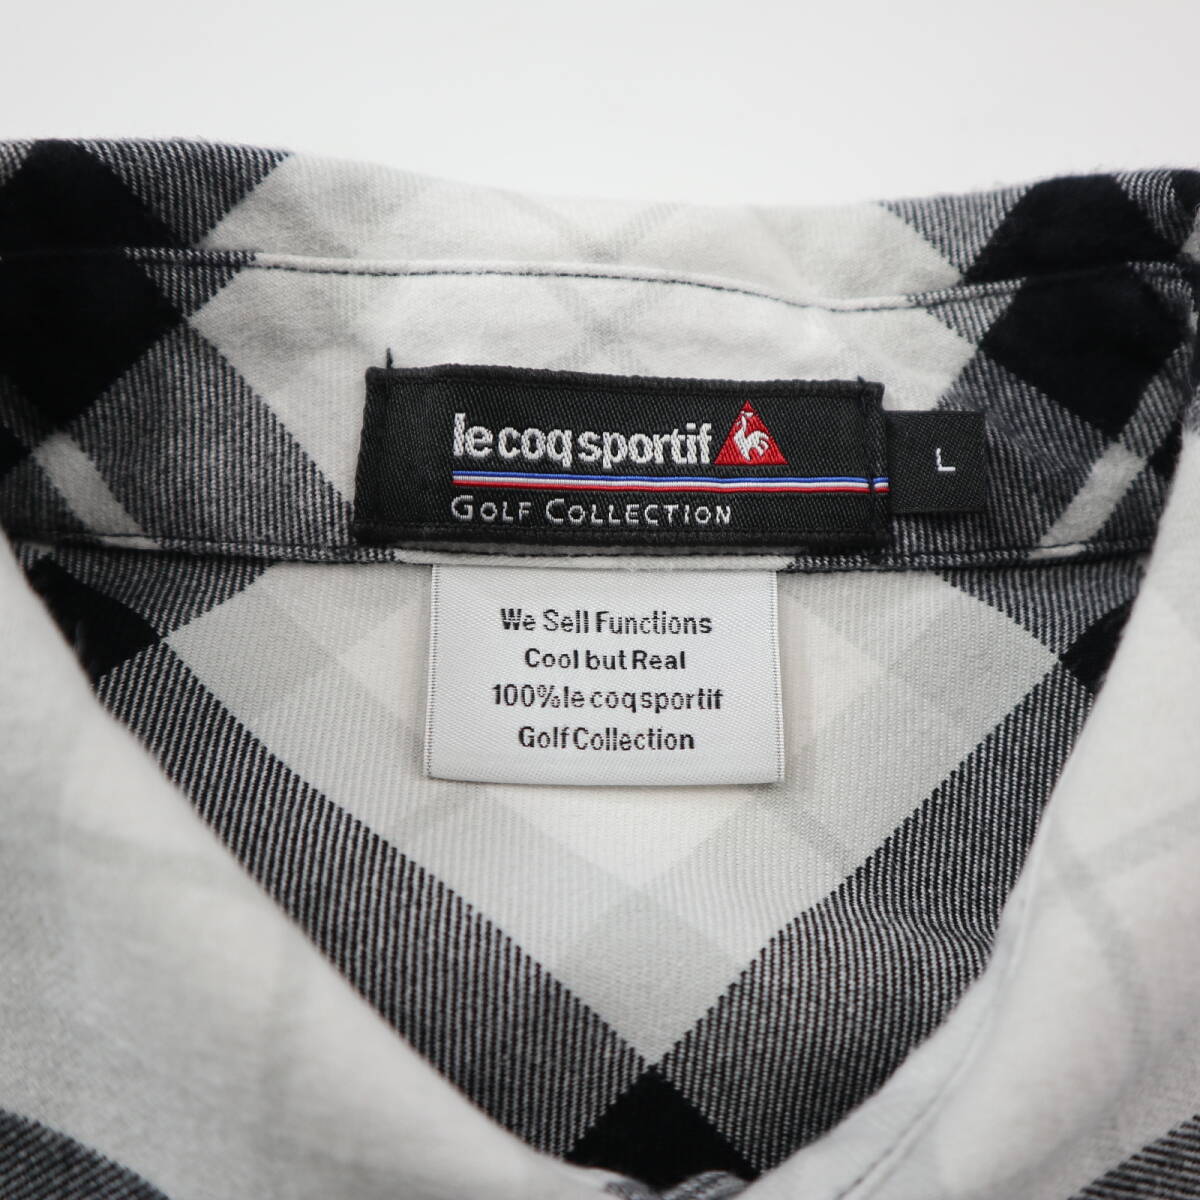 le coq sportif
GOLF COLLECTION
L
We Sell Functions
Cool but Real
100% le coq sportif
Golf Collection